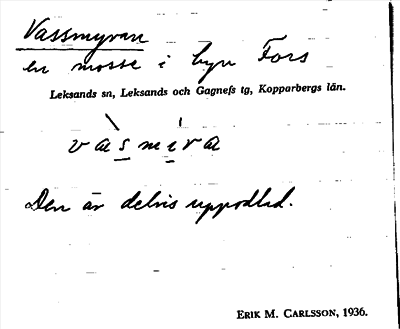 Vassmyran
en mosse i byn Fors
Leksands sn, Leksands och Gagnefs tg, Kopparbergs län.
vàsmíra
Den är delvis uppodlad.
ERIK M. CARLSSON, 1936.